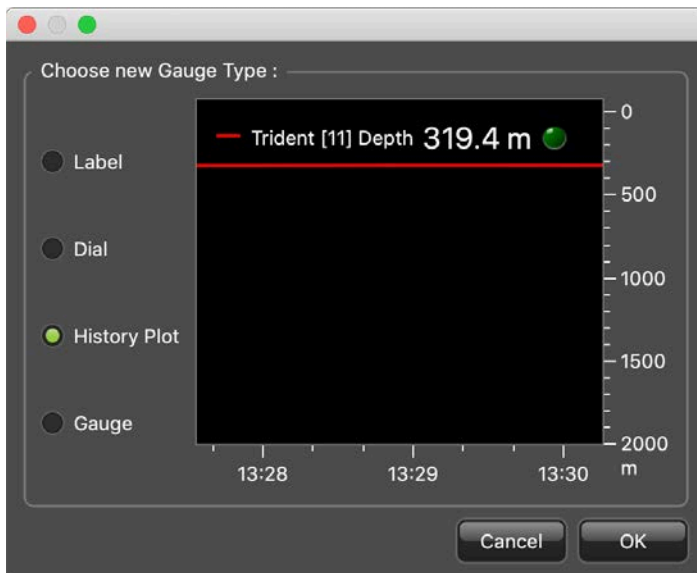 Choose new Gauge Type :
Label
Dial
History Plot
Gauge
Trident [11] Depth 319.4 m
0
500
1000
1500
2000
m
13:28 13:29 13:30
Cancel OK